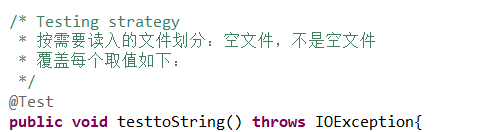 /* Testing strategy
 * 按需要读入的文件划分：空文件，不是空文件
 * 覆盖每个取值如下：
 */
@Test
public void testtoString() throws IOException{